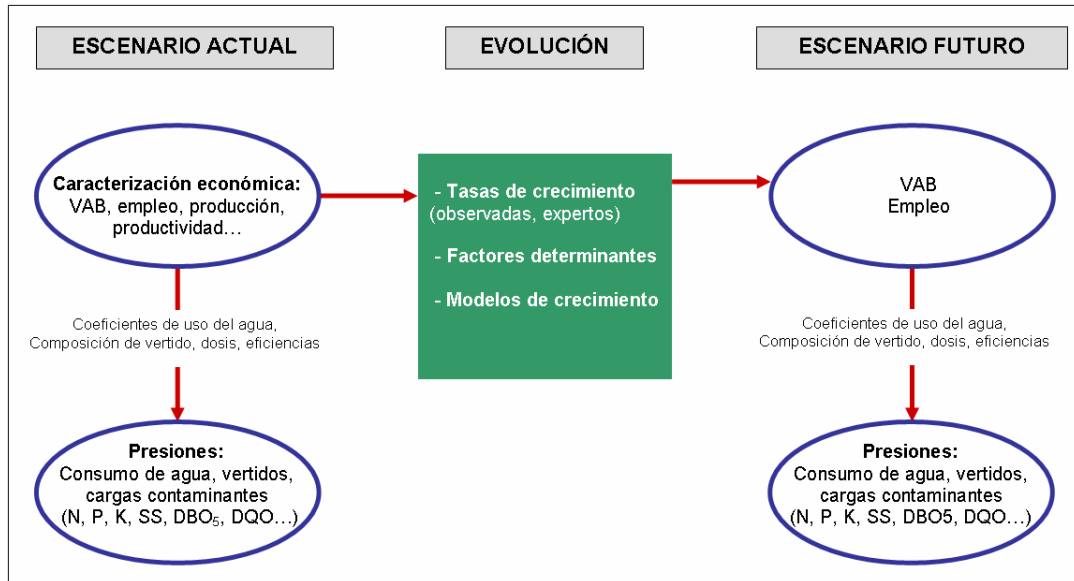 ESCENARIO ACTUAL
EVOLUCIÓN
ESCENARIO FUTURO
Caracterización económica:
VAB, empleo, producción,
productividad…
- Tasas de crecimiento
(observadas, expertos)
- Factores determinantes
- Modelos de crecimiento
VAB
Empleo
Coeficientes de uso del agua,
Composición de vertido, dosis, eficiencias
Coeficientes de uso del agua,
Composición de vertido, dosis, eficiencias
Presiones:
Consumo de agua, vertidos,
cargas contaminantes
(N, P, K, SS, DBO₅, DQO…)
Presiones:
Consumo de agua, vertidos,
cargas contaminantes
(N, P, K, SS, DBO5, DQO…)